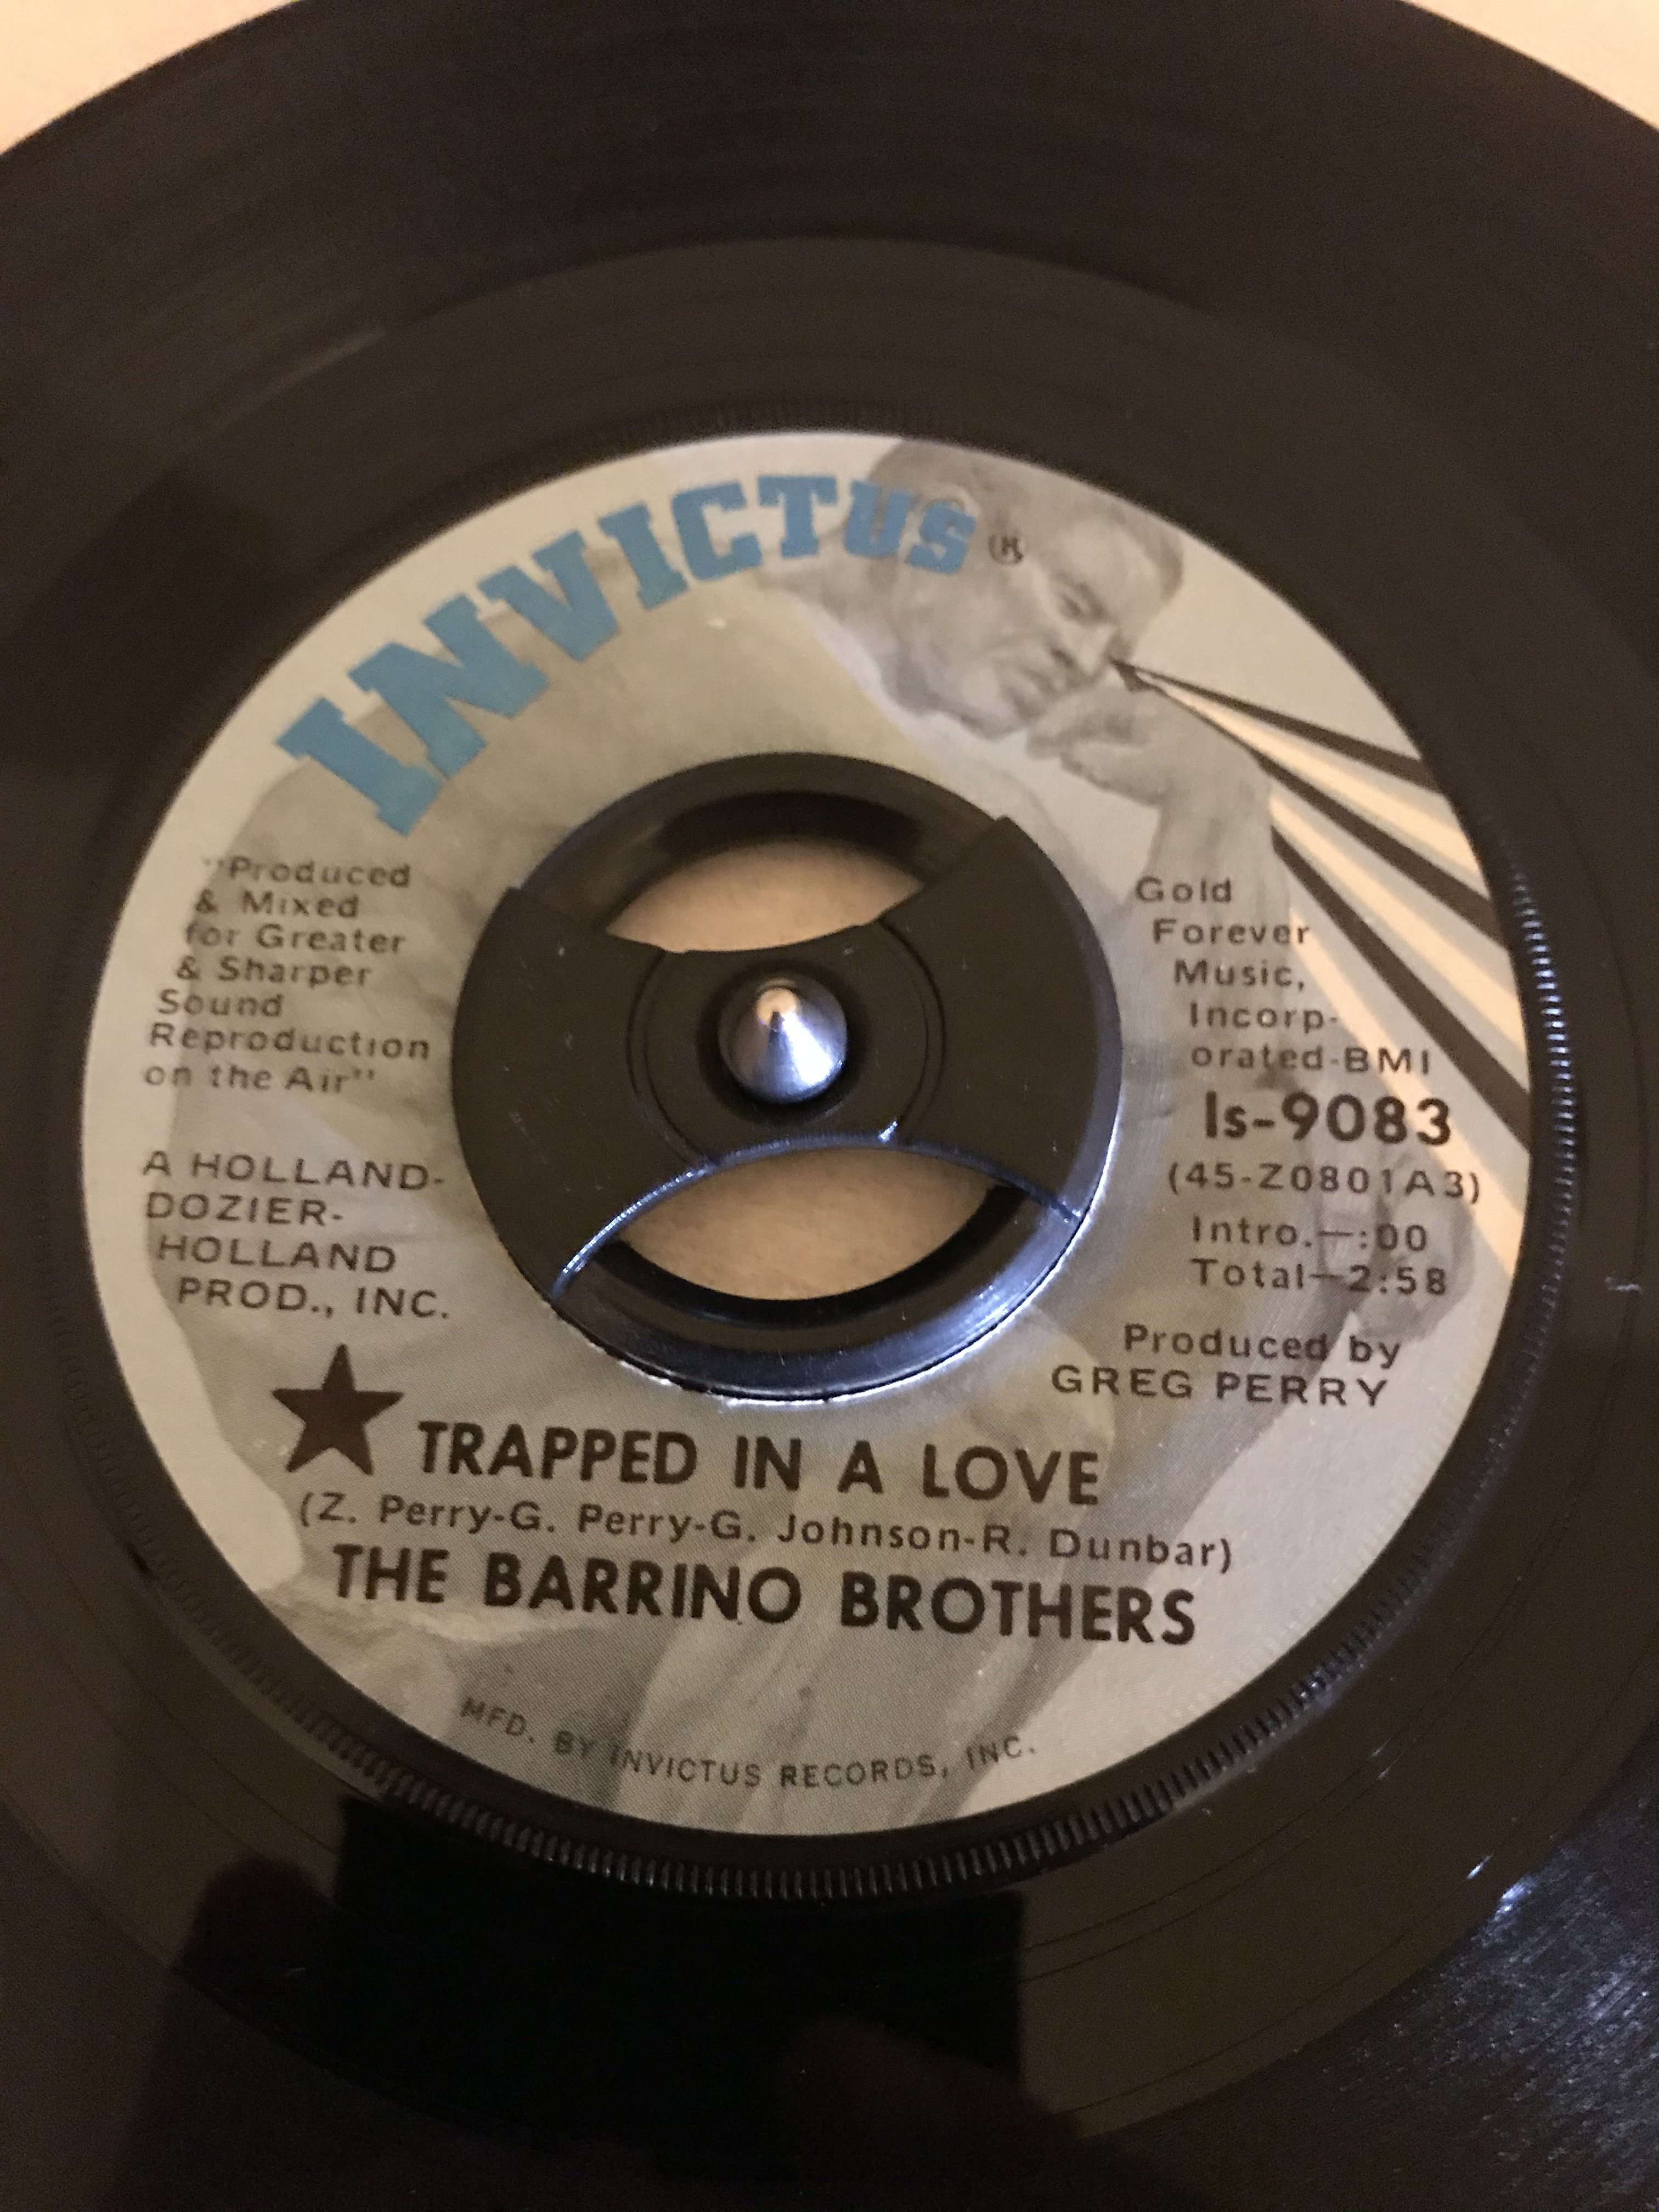 INVICTUS®
"Produced
& Mixed
for Greater
& Sharper
Sound
Reproduction
on the Air"
A HOLLAND-
DOZIER-
HOLLAND
PROD., INC.
Gold
Forever
Music,
Incorp-
orated-BMI
Is-9083
(45-Z0801A3)
Intro.—:00
Total—2:58
Produced by
GREG PERRY
TRAPPED IN A LOVE
(Z. Perry-G. Perry-G. Johnson-R. Dunbar)
THE BARRINO BROTHERS
MFD. BY INVICTUS RECORDS, INC.